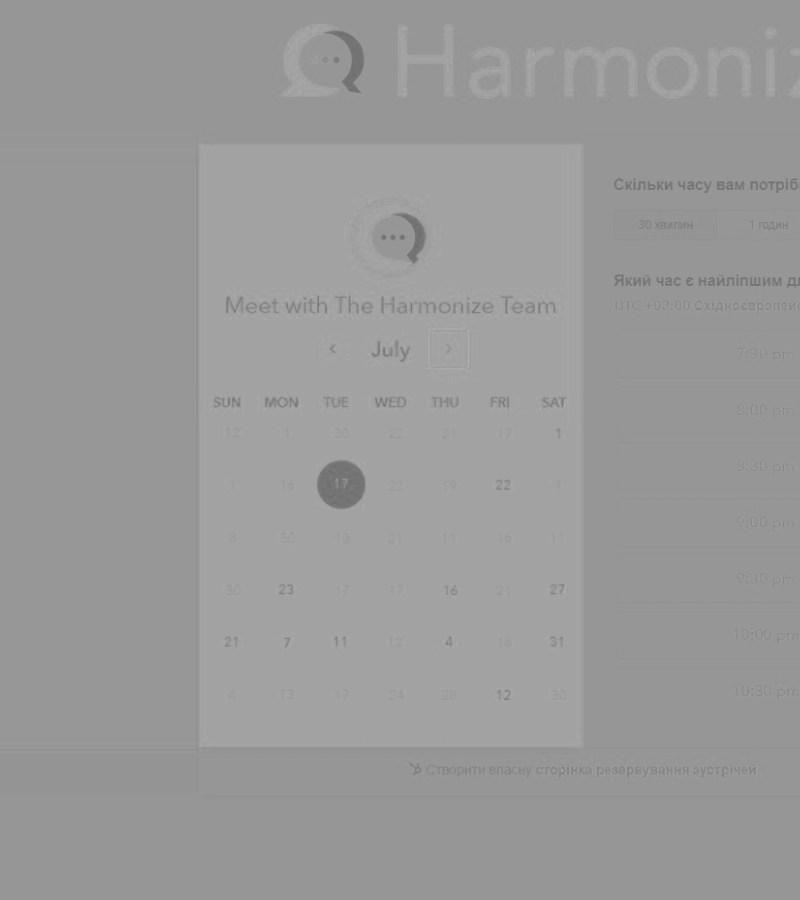 Harmoniz
Meet with The Harmonize Team
July
SUN MON TUE WED THU FRI SAT
12 1 30 22 21 17 1
1 16 17 22 19 22 1
8 30 10 21 11 16 11
30 23 17 17 16 21 27
21 7 11 12 4 16 31
4 13 17 24 28 12 30
Скільки часу вам потріб
30 хвилин 1 годин
Який час є найліпшим дл
UTC +03:00 Східноєвропейс
7:30 pm
8:00 pm
8:30 pm
9:00 pm
9:30 pm
10:00 pm
10:30 pm
Створити власну сторінка резервування зустрічей